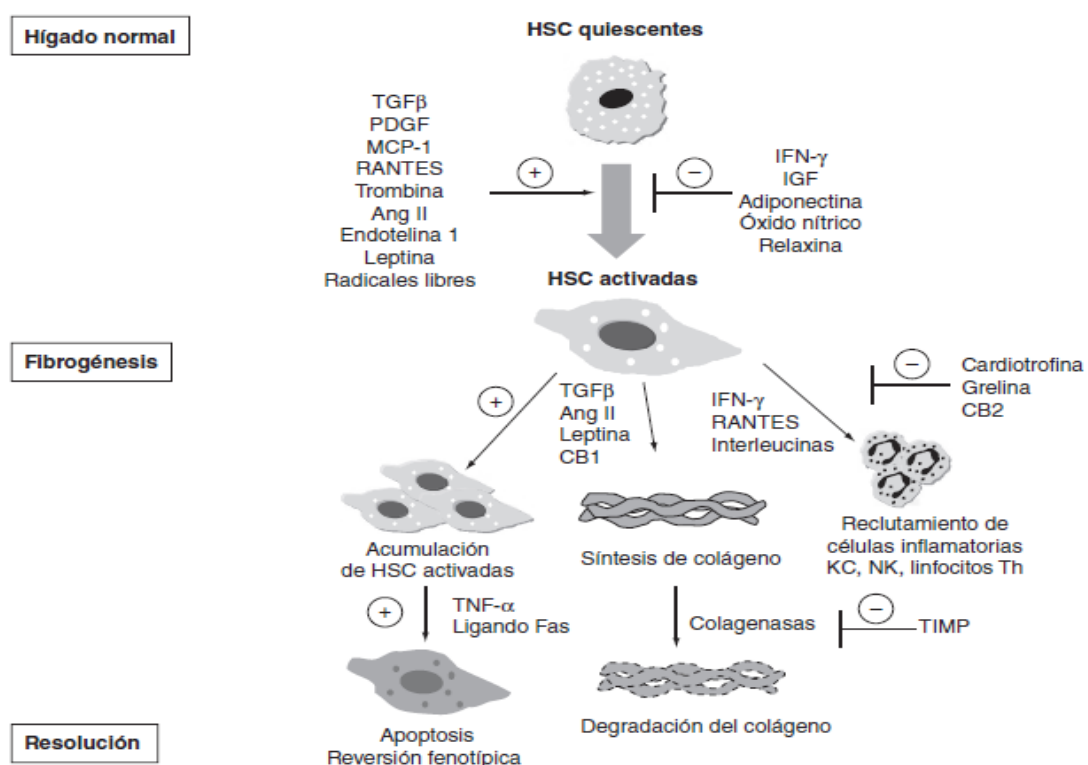 Hígado normal
HSC quiescentes
TGFβ
PDGF
MCP-1
RANTES
Trombina
Ang II
Endotelina 1
Leptina
Radicales libres
+
−
IFN-γ
IGF
Adiponectina
Óxido nítrico
Relaxina
HSC activadas
Fibrogénesis
+
TGFβ
Ang II
Leptina
CB1
IFN-γ
RANTES
Interleucinas
−
Cardiotrofina
Grelina
CB2
Acumulación
de HSC activadas
Síntesis de colágeno
Reclutamiento de
células inflamatorias
KC, NK, linfocitos Th
+
TNF-α
Ligando Fas
Colagenasas
−
TIMP
Resolución
Apoptosis
Reversión fenotípica
Degradación del colágeno